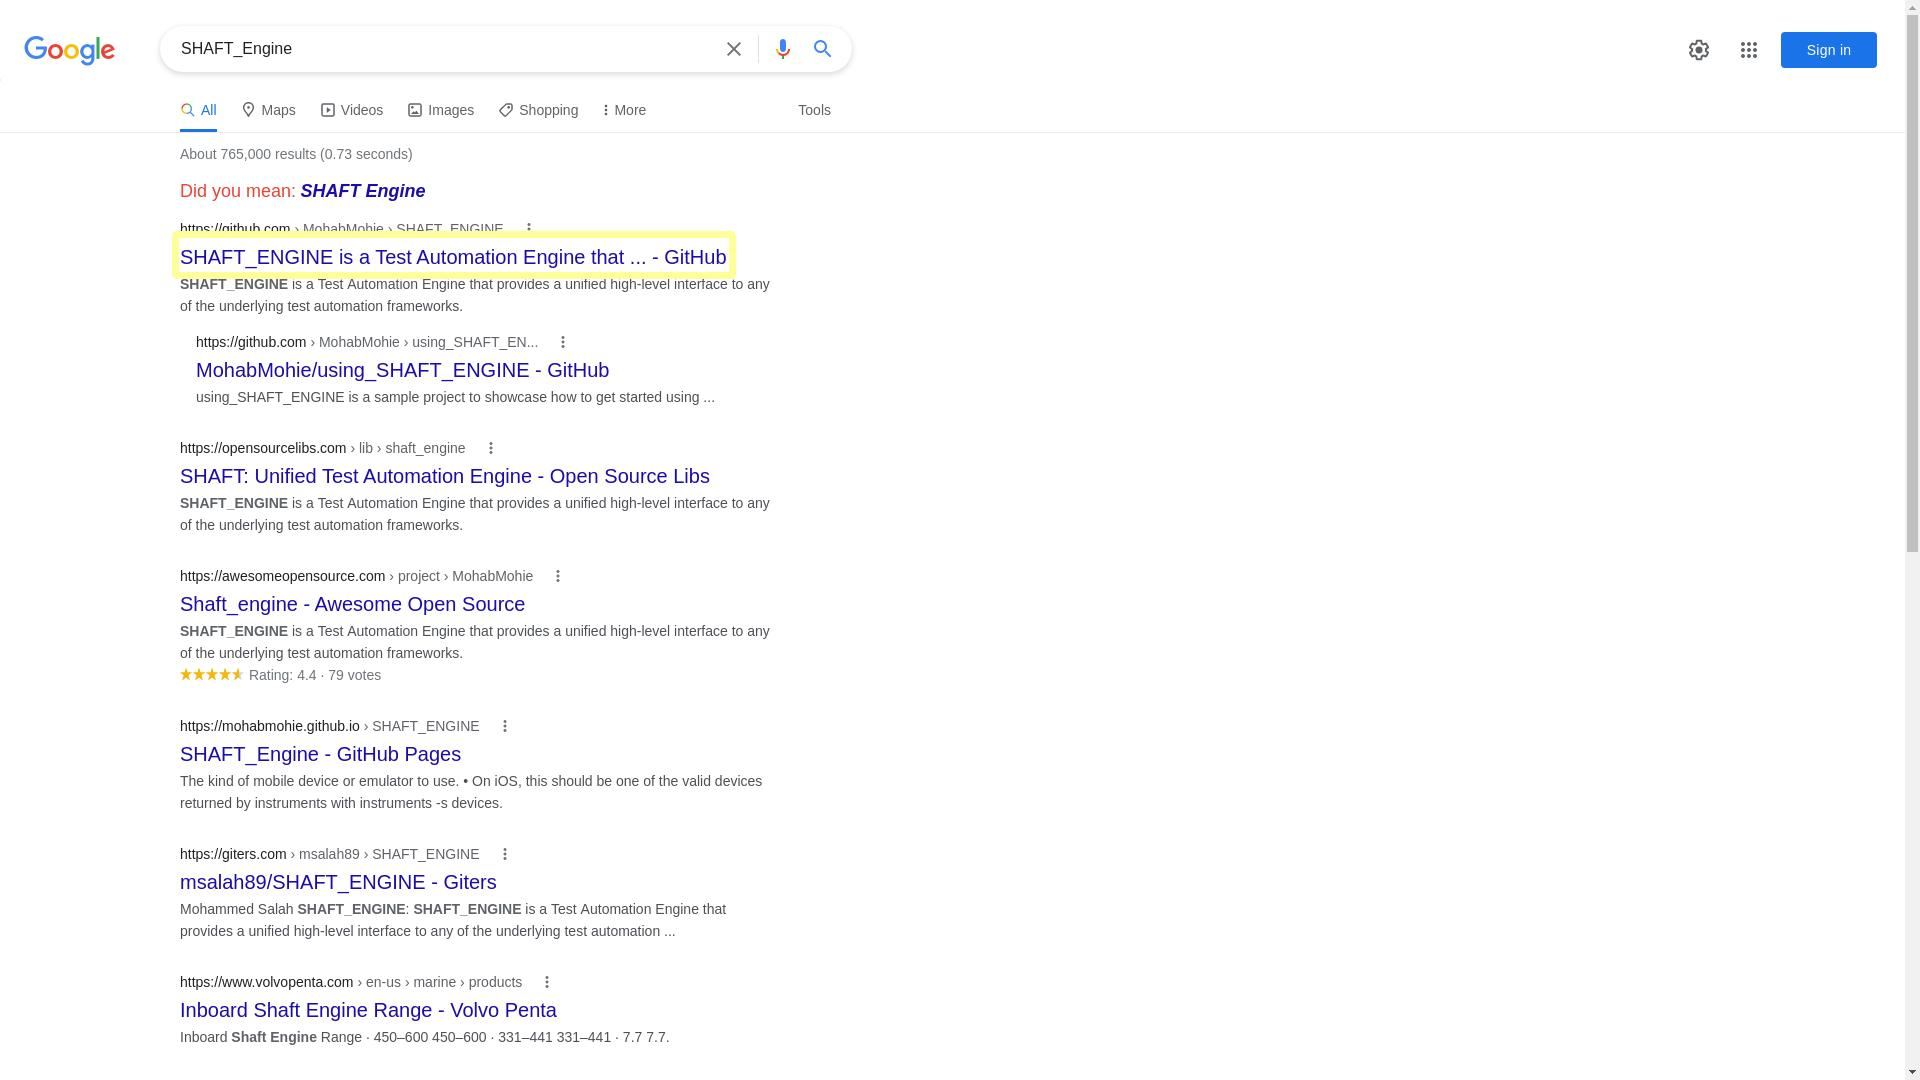 Google
SHAFT_Engine
Sign in
All Maps Videos Images Shopping More Tools
About 765,000 results (0.73 seconds)
Did you mean: SHAFT Engine
https://github.com › MohabMohie › SHAFT_ENGINE
SHAFT_ENGINE is a Test Automation Engine that ... - GitHub
SHAFT_ENGINE is a Test Automation Engine that provides a unified high-level interface to any
of the underlying test automation frameworks.
https://github.com › MohabMohie › using_SHAFT_EN...
MohabMohie/using_SHAFT_ENGINE - GitHub
using_SHAFT_ENGINE is a sample project to showcase how to get started using ...
https://opensourcelibs.com › lib › shaft_engine
SHAFT: Unified Test Automation Engine - Open Source Libs
SHAFT_ENGINE is a Test Automation Engine that provides a unified high-level interface to any
of the underlying test automation frameworks.
https://awesomeopensource.com › project › MohabMohie
Shaft_engine - Awesome Open Source
SHAFT_ENGINE is a Test Automation Engine that provides a unified high-level interface to any
of the underlying test automation frameworks.
Rating: 4.4 · 79 votes
https://mohabmohie.github.io › SHAFT_ENGINE
SHAFT_Engine - GitHub Pages
The kind of mobile device or emulator to use. • On iOS, this should be one of the valid devices
returned by instruments with instruments -s devices.
https://giters.com › msalah89 › SHAFT_ENGINE
msalah89/SHAFT_ENGINE - Giters
Mohammed Salah SHAFT_ENGINE: SHAFT_ENGINE is a Test Automation Engine that
provides a unified high-level interface to any of the underlying test automation ...
https://www.volvopenta.com › en-us › marine › products
Inboard Shaft Engine Range - Volvo Penta
Inboard Shaft Engine Range · 450–600 450–600 · 331–441 331–441 · 7.7 7.7.